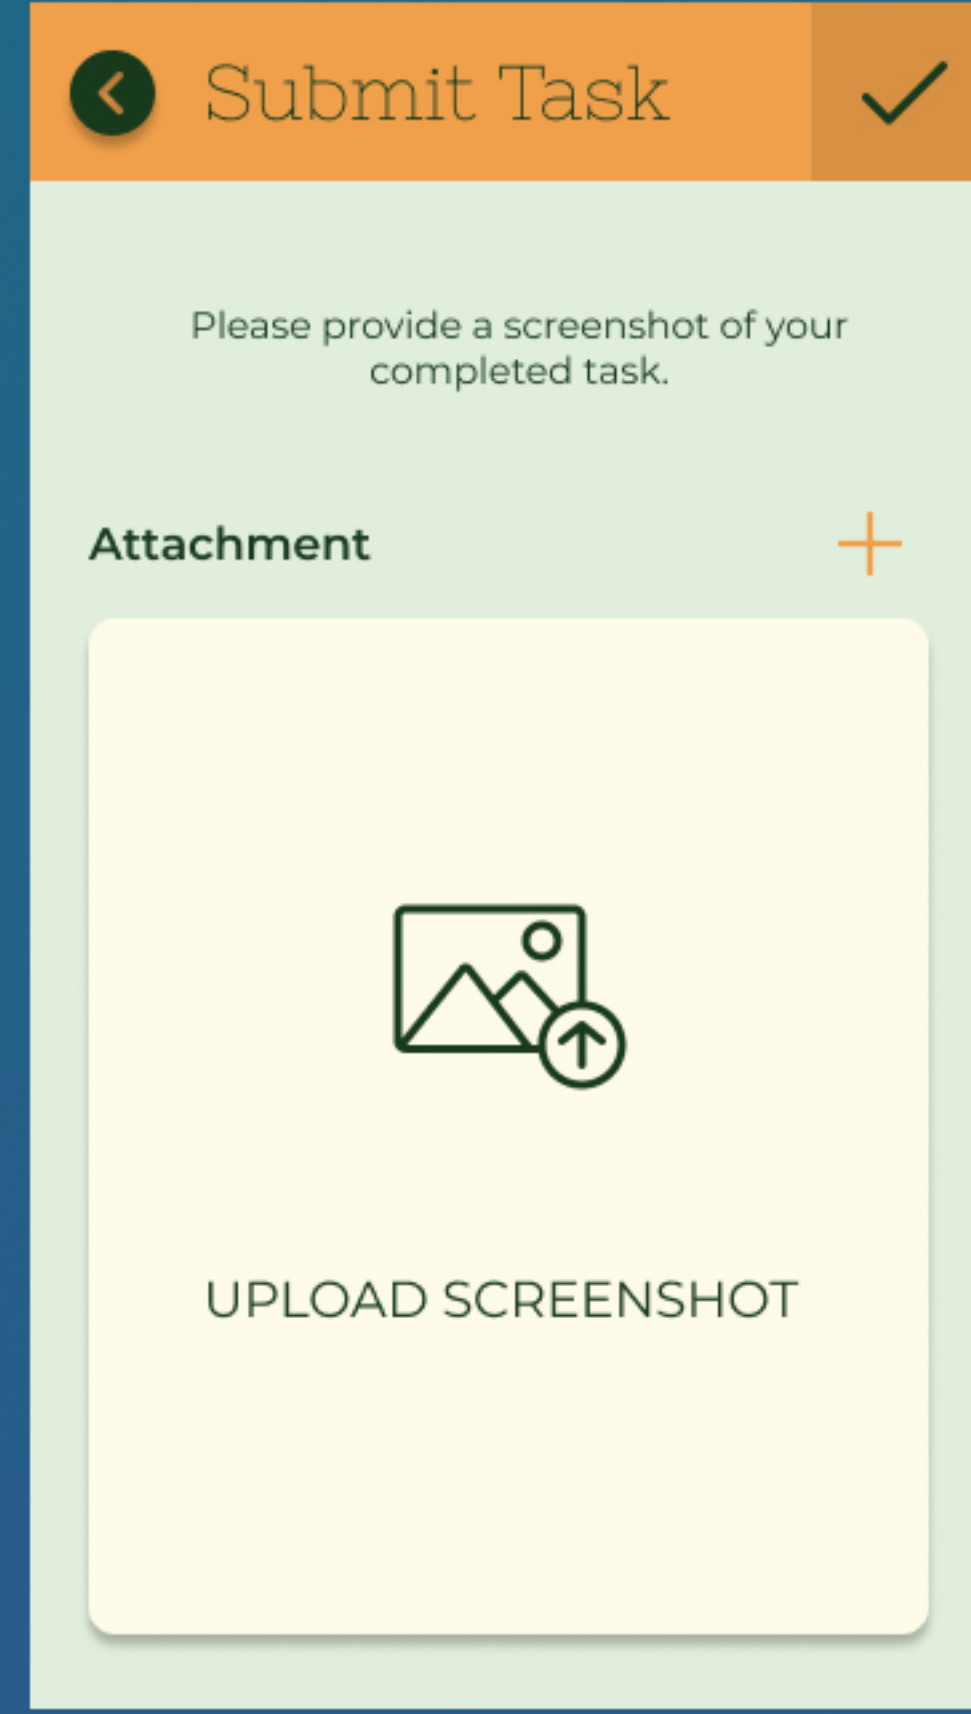 Submit Task
Please provide a screenshot of your
completed task.
Attachment
UPLOAD SCREENSHOT